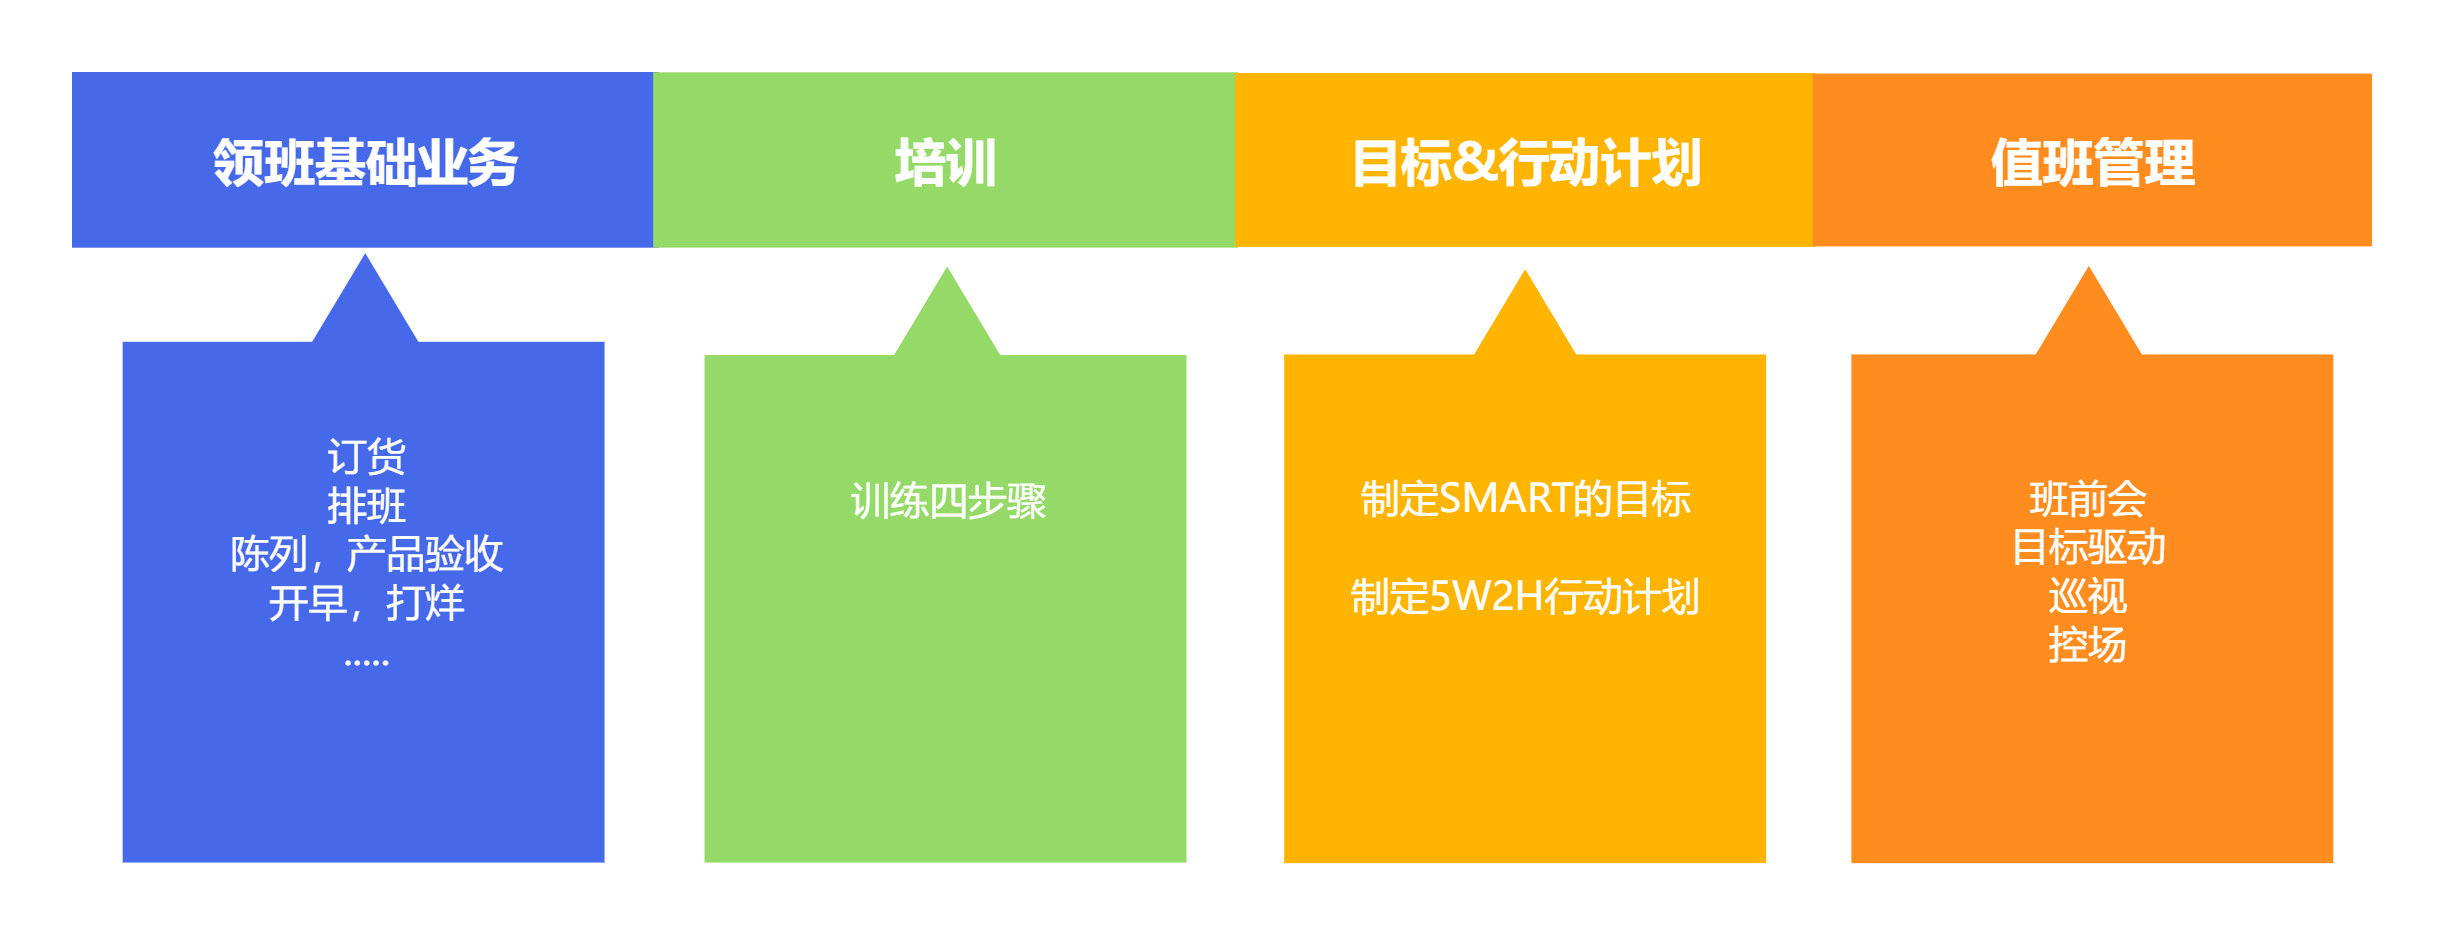 领班基础业务
培训
目标&行动计划
值班管理
订货
排班
陈列，产品验收
开早，打烊
.....
训练四步骤
制定SMART的目标
制定5W2H行动计划
班前会
目标驱动
巡视
控场